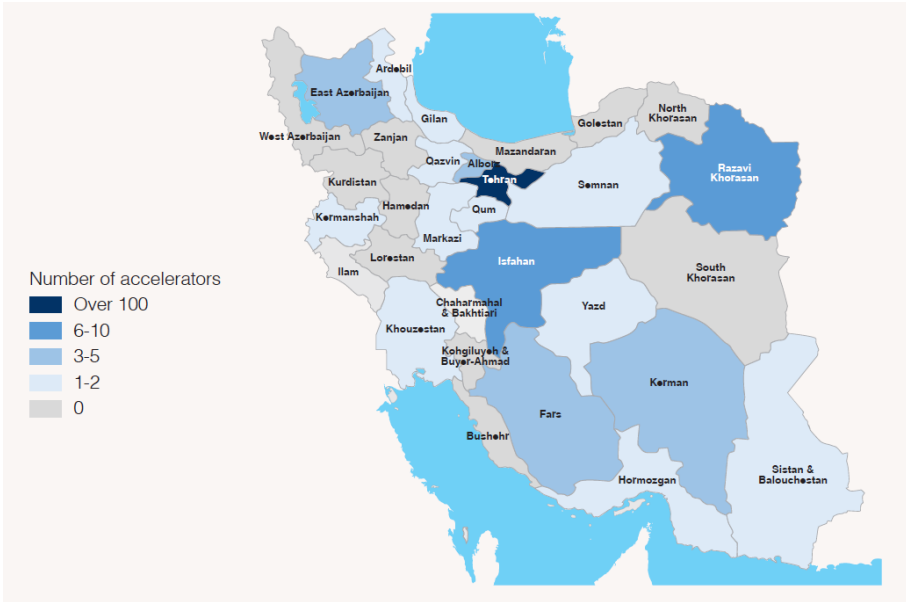 Ardebil
East Azerbaijan
Gilan
West Azerbaijan
Zanjan
Golestan
North
Khorasan
Mazandaran
Qazvin
Alborz
Tehran
Razavi
Khorasan
Semnan
Kurdistan
Hamedan
Qum
Kermanshah
Markazi
Lorestan
Isfahan
Ilam
South
Khorasan
Number of accelerators
Over 100
6-10
3-5
1-2
0
Chaharmahal
& Bakhtiari
Yazd
Khouzestan
Kohgiluyeh &
Buyer-Ahmad
Kerman
Fars
Bushehr
Hormozgan
Sistan &
Balouchestan